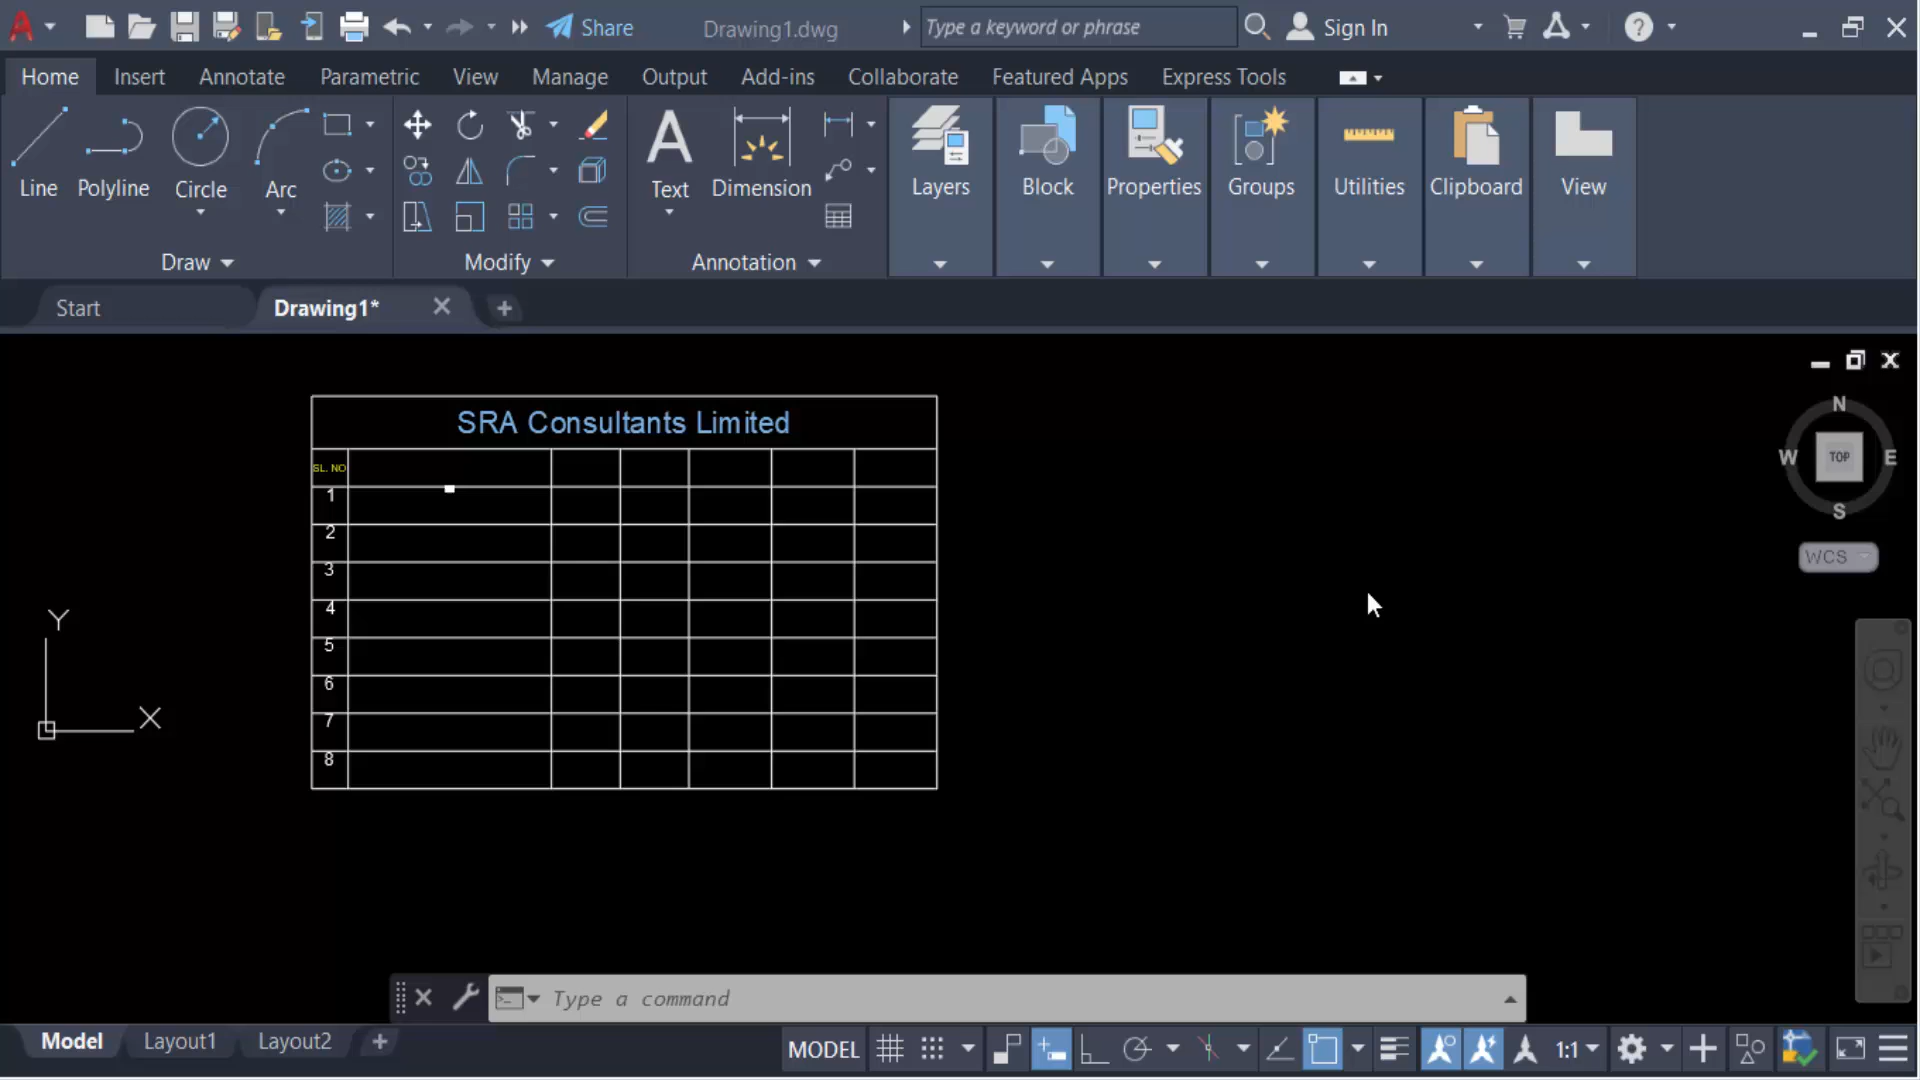 Share
Drawing1.dwg
Type a keyword or phrase
Sign In
Home
Insert
Annotate
Parametric
View
Manage
Output
Add-ins
Collaborate
Featured Apps
Express Tools
Line
Polyline
Circle
Arc
Text
Dimension
Layers
Block
Properties
Groups
Utilities
Clipboard
View
Draw
Modify
Annotation
Start
Drawing1*
SRA Consultants Limited
SL. NO
1
2
3
4
5
6
7
8
N
W
TOP
E
S
WCS
Y
X
Type a command
Model
Layout1
Layout2
MODEL
1:1